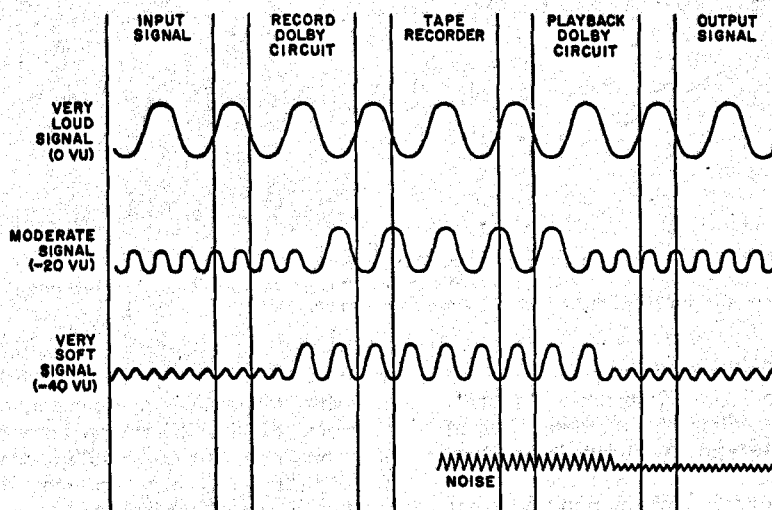 INPUT
SIGNAL
RECORD
DOLBY
CIRCUIT
TAPE
RECORDER
PLAYBACK
DOLBY
CIRCUIT
OUTPUT
SIGNAL
VERY
LOUD
SIGNAL
(0 VU)
MODERATE
SIGNAL
(-20 VU)
VERY
SOFT
SIGNAL
(-40 VU)
NOISE